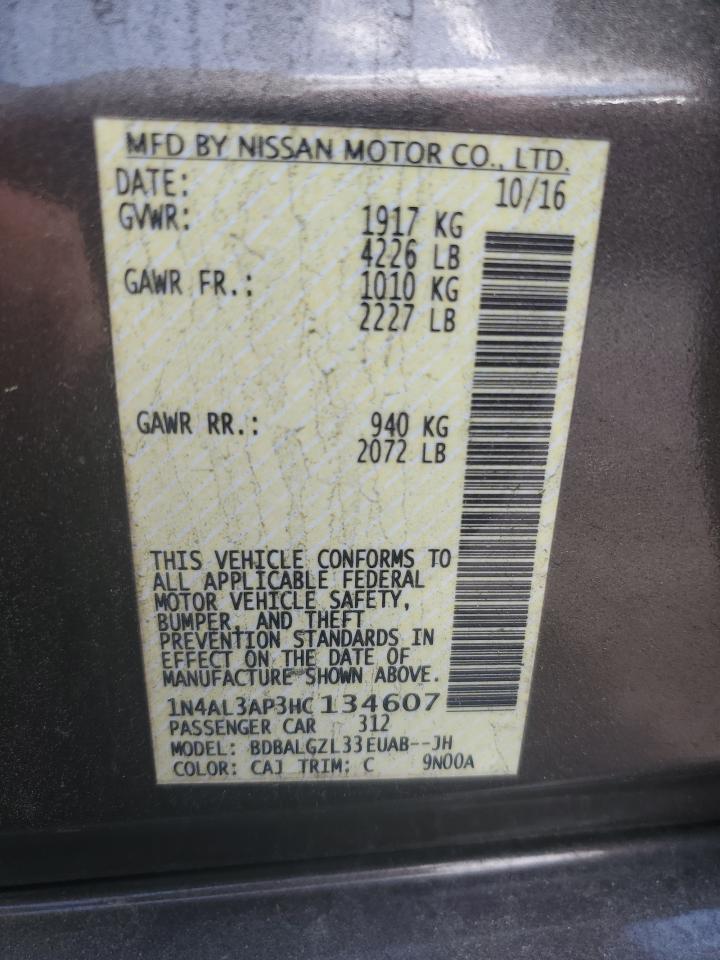 MFD BY NISSAN MOTOR CO., LTD.
DATE: 10/16
GVWR: 1917 KG
4226 LB
GAWR FR.: 1010 KG
2227 LB
GAWR RR.: 940 KG
2072 LB
THIS VEHICLE CONFORMS TO
ALL APPLICABLE FEDERAL
MOTOR VEHICLE SAFETY,
BUMPER, AND THEFT
PREVENTION STANDARDS IN
EFFECT ON THE DATE OF
MANUFACTURE SHOWN ABOVE.
1N4AL3AP3HC134607
PASSENGER CAR 312
MODEL: BDBALGZL33EUAB--JH
COLOR: CAJ TRIM: C 9N00A